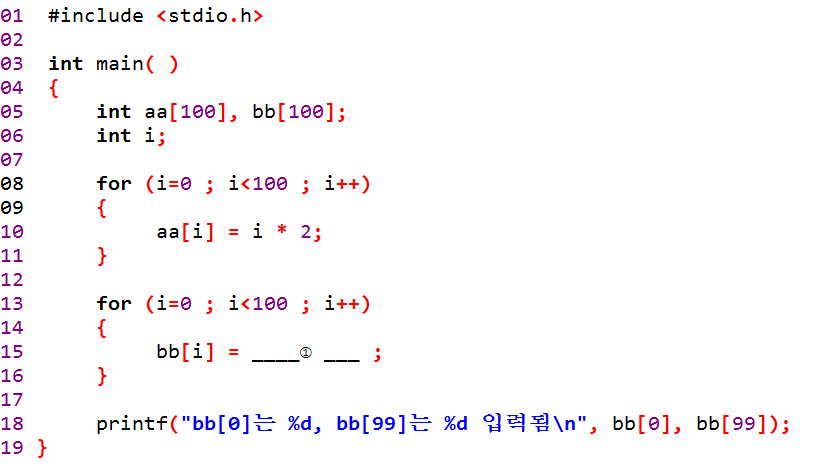 01 #include <stdio.h>
02
03 int main( )
04 {
05 int aa[100], bb[100];
06 int i;
07
08 for (i=0 ; i<100 ; i++)
09 {
10 aa[i] = i * 2;
11 }
12
13 for (i=0 ; i<100 ; i++)
14 {
15 bb[i] = ____① ___ ;
16 }
17
18 printf("bb[0]는 %d, bb[99]는 %d 입력됨\n", bb[0], bb[99]);
19 }